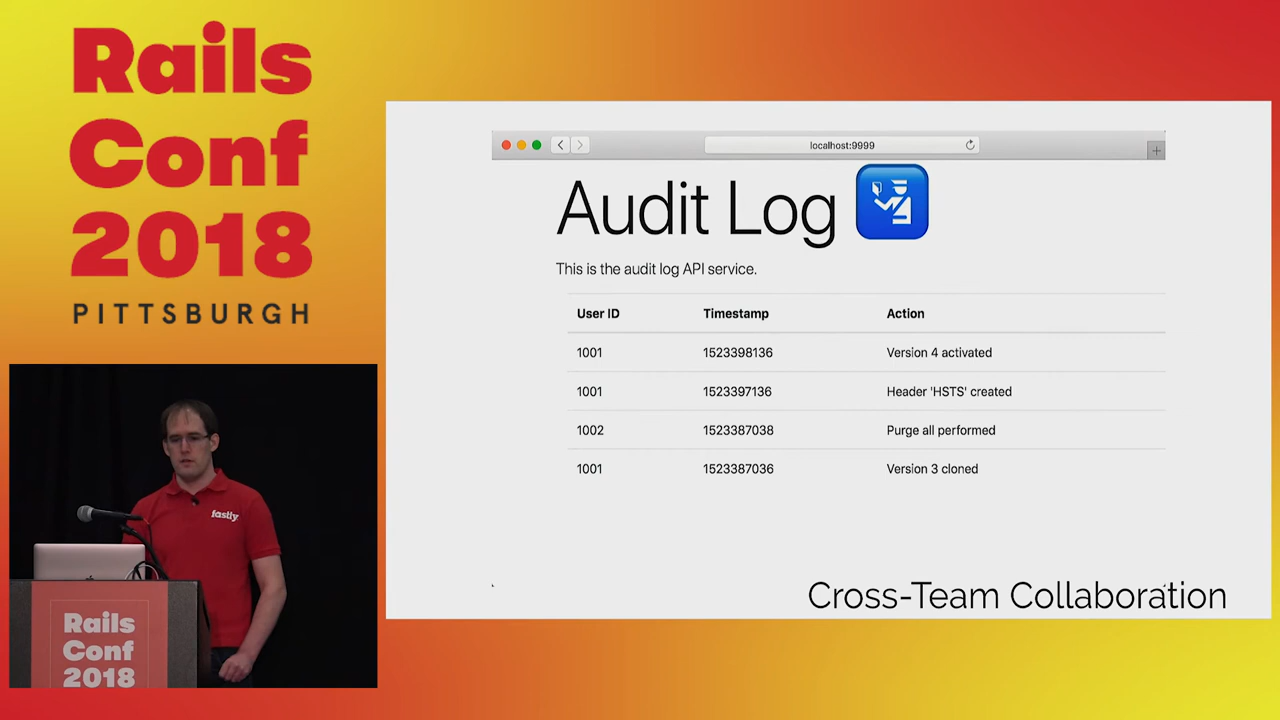 Rails
Conf
2018
PITTSBURGH
localhost:9999
Audit Log
This is the audit log API service.
User ID Timestamp Action
1001 1523398136 Version 4 activated
1001 1523397136 Header 'HSTS' created
1002 1523387038 Purge all performed
1001 1523387036 Version 3 cloned
Cross-Team Collaboration
fastly
Rails
Conf
2018